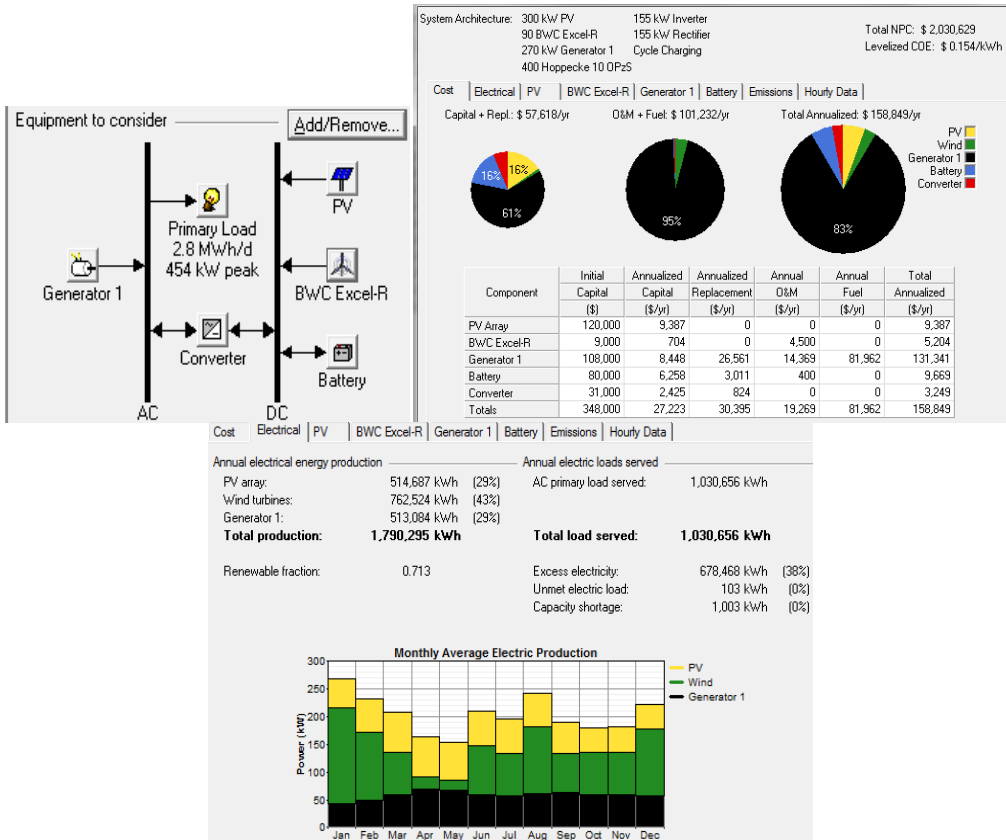 Equipment to consider
Add/Remove...
Primary Load
2.8 MWh/d
454 kW peak
PV
Generator 1
BWC Excel-R
Converter
Battery
AC
DC
System Architecture: 300 kW PV 155 kW Inverter
90 BWC Excel-R 155 kW Rectifier
270 kW Generator 1 Cycle Charging
400 Hoppecke 10 OPzS
Total NPC: $ 2,030,629
Levelized COE: $ 0.154/kWh
Cost Electrical PV BWC Excel-R Generator 1 Battery Emissions Hourly Data
Capital + Repl.: $ 57,618/yr O&M + Fuel: $ 101,232/yr Total Annualized: $ 158,849/yr
16% 16%
61%
95%
83%
PV
Wind
Generator 1
Battery
Converter
Component Initial Capital ($) Annualized Capital ($/yr) Annualized Replacement ($/yr) Annual O&M ($/yr) Annual Fuel ($/yr) Total Annualized ($/yr)
PV Array 120,000 9,387 0 0 0 9,387
BWC Excel-R 9,000 704 0 4,500 0 5,204
Generator 1 108,000 8,448 26,561 14,369 81,962 131,341
Battery 80,000 6,258 3,011 400 0 9,669
Converter 31,000 2,425 824 0 0 3,249
Totals 348,000 27,223 30,395 19,269 81,962 158,849
Cost Electrical PV BWC Excel-R Generator 1 Battery Emissions Hourly Data
Annual electrical energy production
PV array: 514,687 kWh (29%)
Wind turbines: 762,524 kWh (43%)
Generator 1: 513,084 kWh (29%)
Total production: 1,790,295 kWh
Renewable fraction: 0.713
Annual electric loads served
AC primary load served: 1,030,656 kWh
Total load served: 1,030,656 kWh
Excess electricity: 678,468 kWh (38%)
Unmet electric load: 103 kWh (0%)
Capacity shortage: 1,003 kWh (0%)
Monthly Average Electric Production
Power (kW)
300
250
200
150
100
50
0
Jan Feb Mar Apr May Jun Jul Aug Sep Oct Nov Dec
PV
Wind
Generator 1